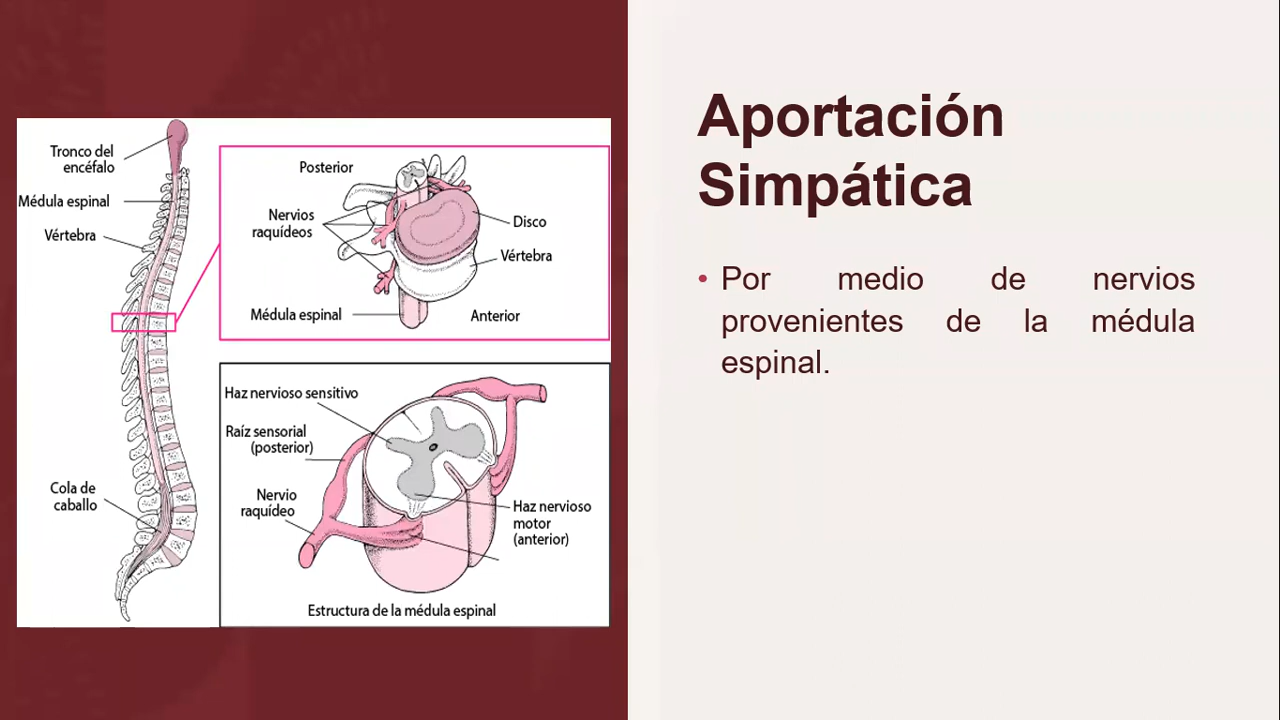 Tronco del
encéfalo
Médula espinal
Vértebra
Cola de
caballo
Posterior
Nervios
raquídeos
Disco
Vértebra
Médula espinal
Anterior
Haz nervioso sensitivo
Raíz sensorial
(posterior)
Nervio
raquídeo
Haz nervioso
motor
(anterior)
Estructura de la médula espinal
Aportación
Simpática
• Por medio de nervios
provenientes de la médula
espinal.